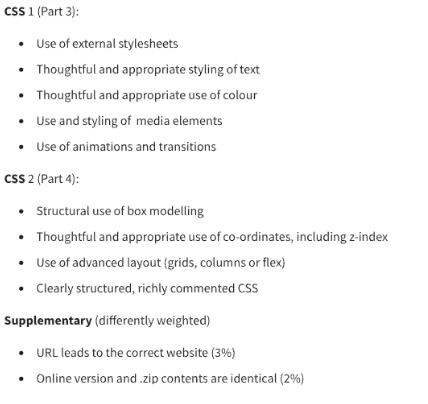 CSS 1 (Part 3):
• Use of external stylesheets
• Thoughtful and appropriate styling of text
• Thoughtful and appropriate use of colour
• Use and styling of media elements
• Use of animations and transitions
CSS 2 (Part 4):
• Structural use of box modelling
• Thoughtful and appropriate use of co-ordinates, including z-index
• Use of advanced layout (grids, columns or flex)
• Clearly structured, richly commented CSS
Supplementary (differently weighted)
• URL leads to the correct website (3%)
• Online version and .zip contents are identical (2%)